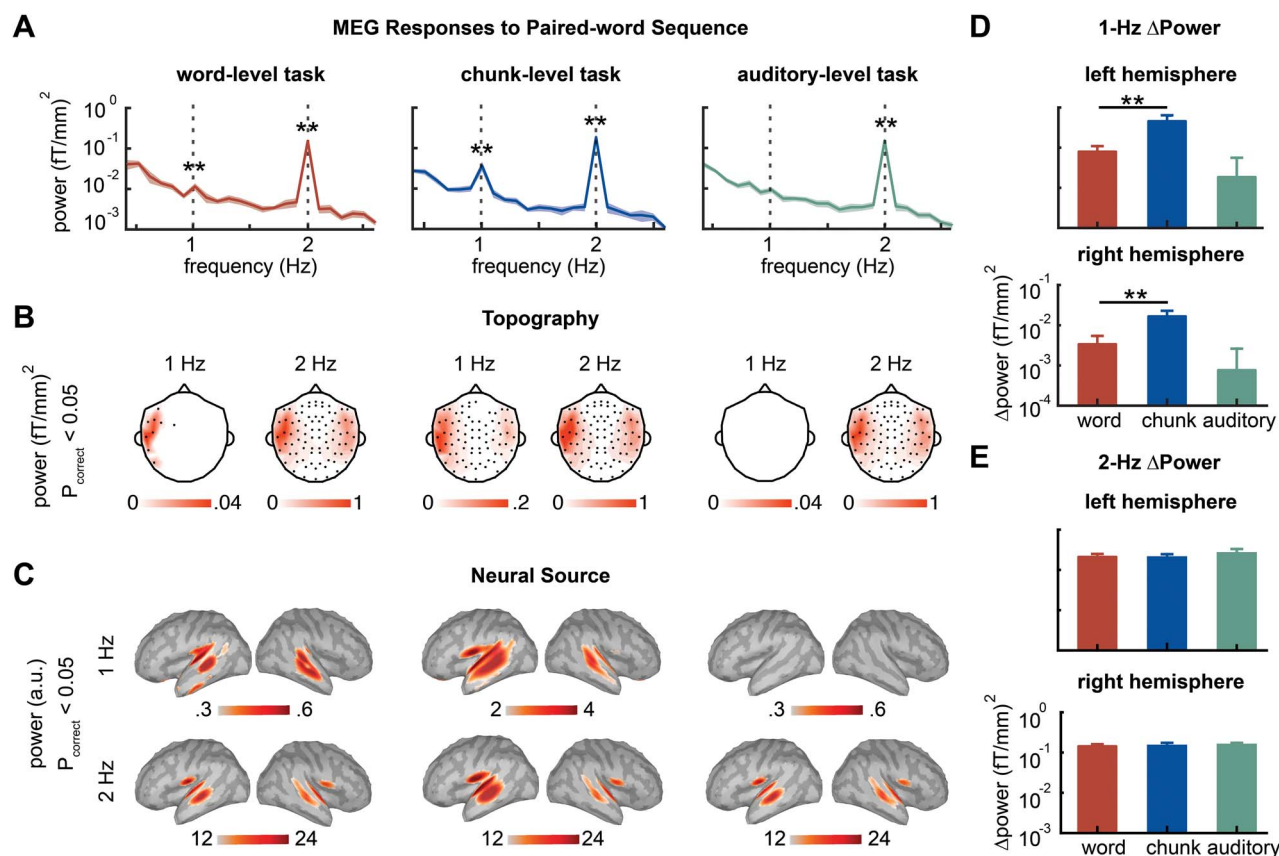 A
MEG Responses to Paired-word Sequence
word-level task
chunk-level task
auditory-level task
power (fT/mm)²
10⁰
10⁻¹
10⁻²
10⁻³
**
**
**
**
**
1 2
1 2
1 2
frequency (Hz)
frequency (Hz)
frequency (Hz)
B
Topography
power (fT/mm)²
Pcorrect < 0.05
1 Hz 2 Hz
1 Hz 2 Hz
1 Hz 2 Hz
0 .04
0 1
0 .2
0 1
0 1
C
Neural Source
power (a.u.)
Pcorrect < 0.05
1 Hz
.3 .6
2 4
.3 .6
2 Hz
12 24
12 24
12 24
D
1-Hz ΔPower
left hemisphere
**
right hemisphere
Δpower (fT/mm)²
10⁻¹
10⁻²
10⁻³
10⁻⁴
**
word chunk auditory
E
2-Hz ΔPower
left hemisphere
right hemisphere
Δpower (fT/mm)²
10⁰
10⁻¹
10⁻²
10⁻³
word chunk auditory